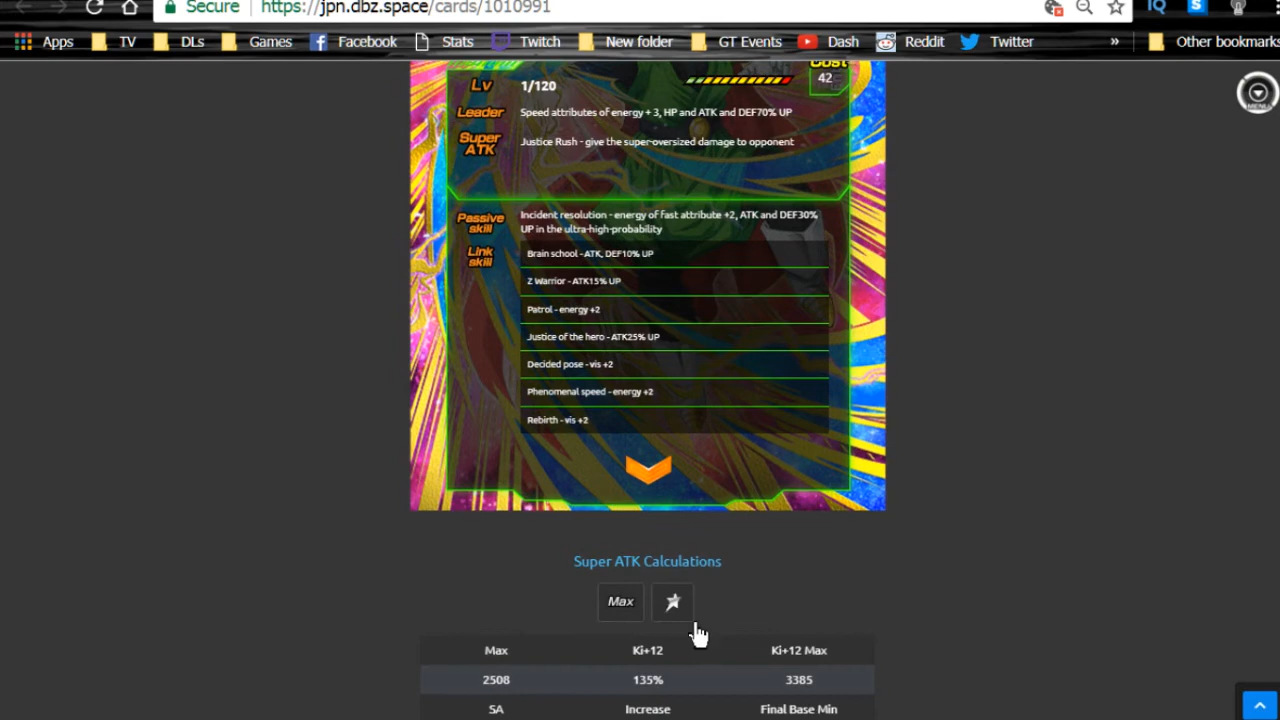 Secure https://jpn.dbz.space/cards/1010991
Apps TV DLs Games Facebook Stats Twitch New folder GT Events Dash Reddit Twitter » Other bookmarks
Cost
42
MENU
Lv 1/120
Leader Speed attributes of energy + 3, HP and ATK and DEF70% UP
Super ATK Justice Rush - give the super-oversized damage to opponent
Passive skill Incident resolution - energy of fast attribute +2, ATK and DEF30%
UP in the ultra-high-probability
Link skill Brain school - ATK, DEF10% UP
Z Warrior - ATK15% UP
Patrol - energy +2
Justice of the hero - ATK25% UP
Decided pose - vis +2
Phenomenal speed - energy +2
Rebirth - vis +2
Super ATK Calculations
Max
Max Ki+12 Ki+12 Max
2508 135% 3385
SA Increase Final Base Min